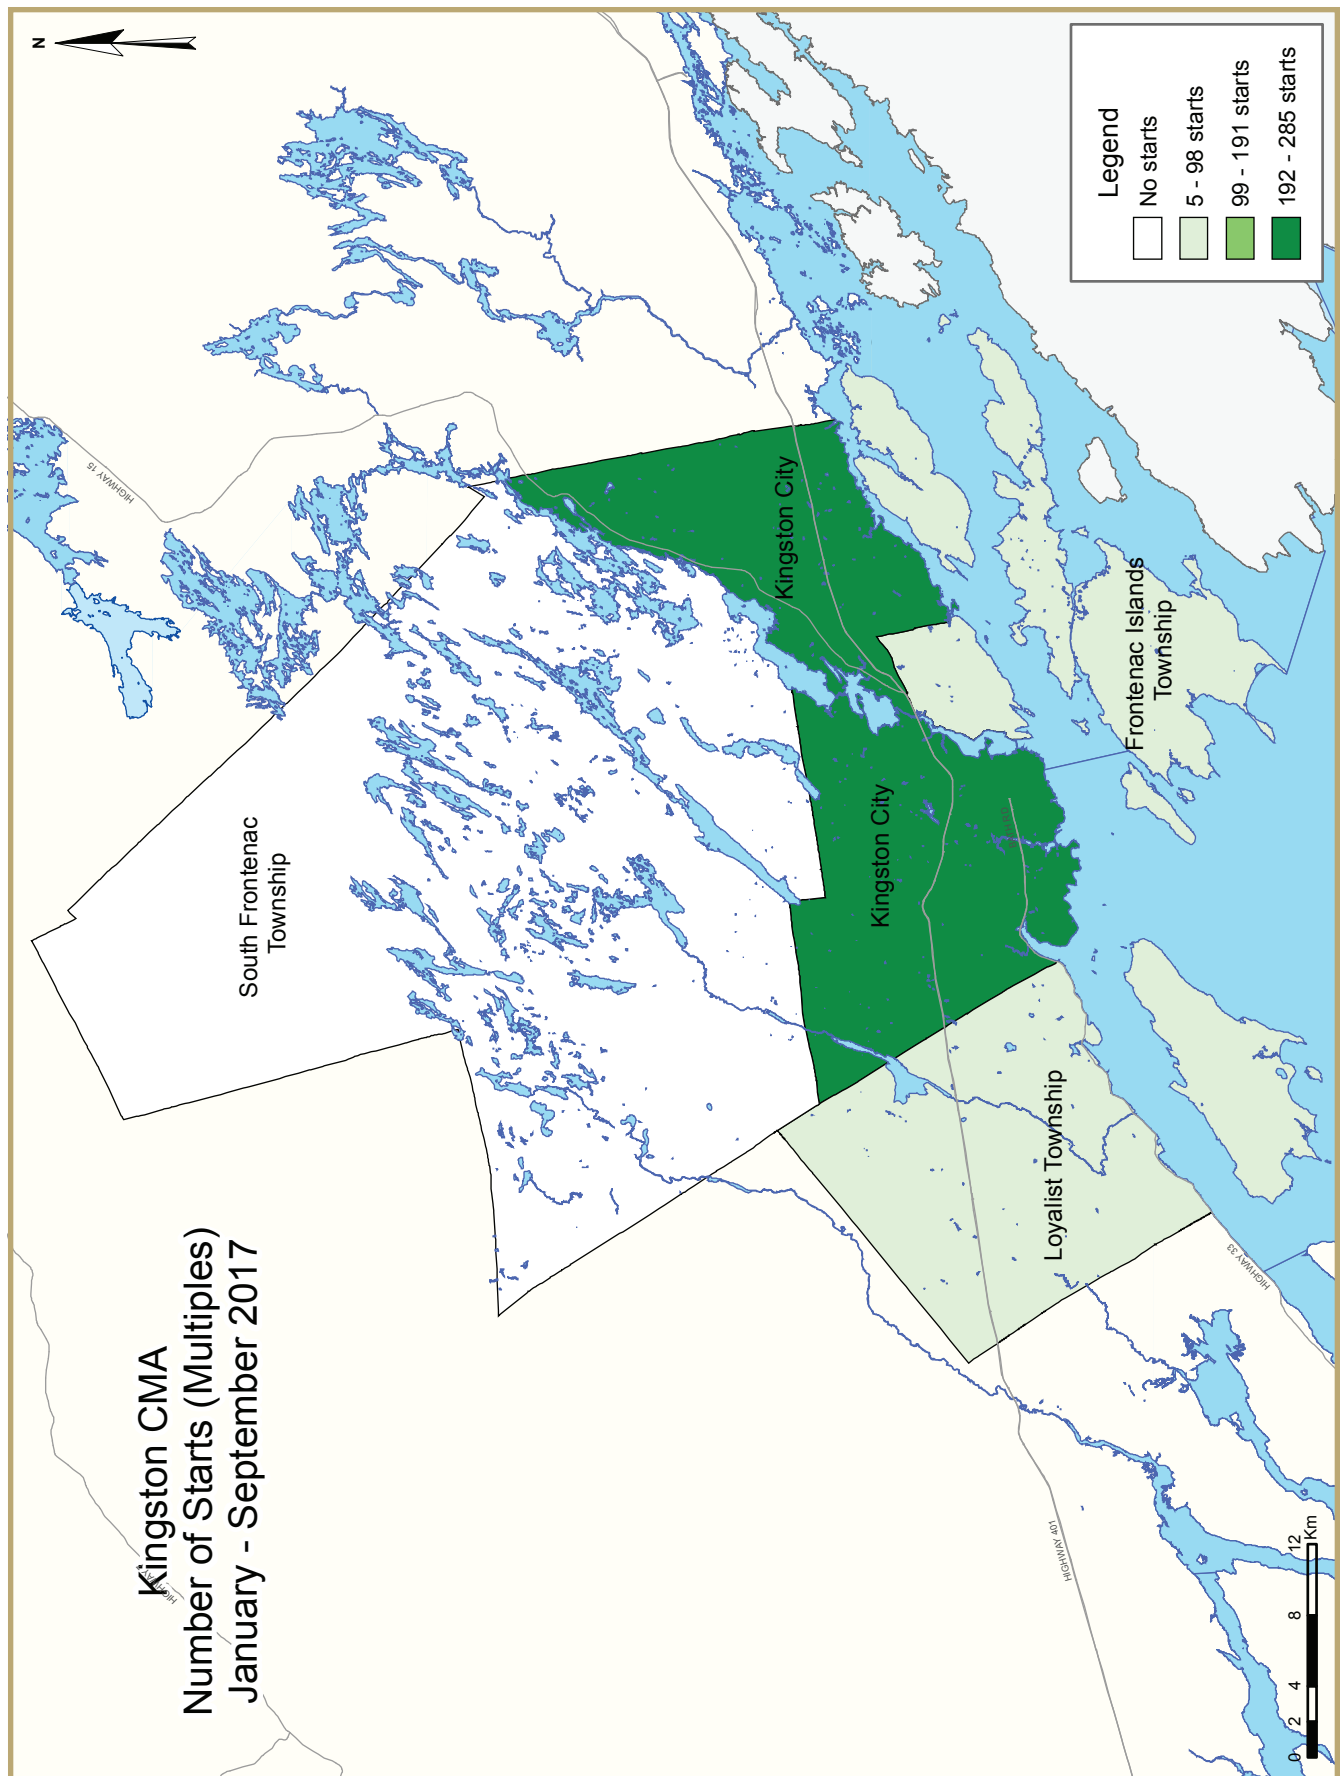 Kingston CMA
Number of Starts (Multiples)
January - September 2017
N
HIGHWAY 15
South Frontenac
Township
Kingston City
Kingston City
Frontenac Islands
Township
Loyalist Township
HIGHWAY 33
HIGHWAY 401
HIGHWAY
Legend
No starts
5 - 98 starts
99 - 191 starts
192 - 285 starts
0 2 4 8 12
Km